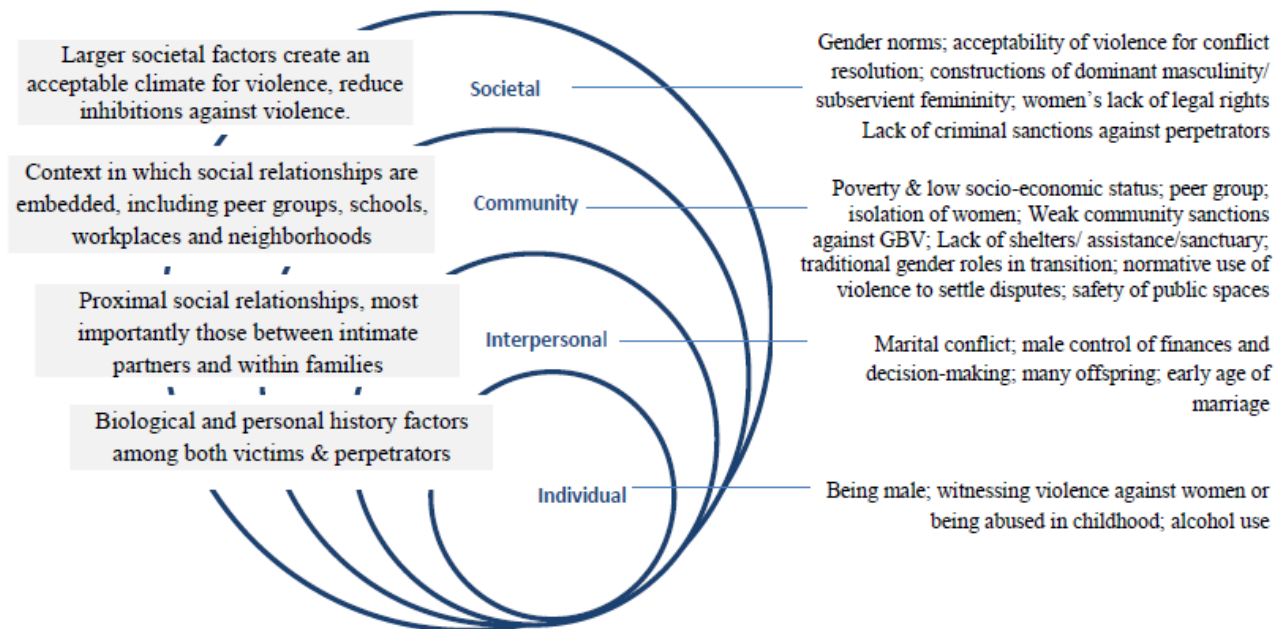 Larger societal factors create an
acceptable climate for violence, reduce
inhibitions against violence.
Societal
Gender norms; acceptability of violence for conflict
resolution; constructions of dominant masculinity/
subservient femininity; women's lack of legal rights
Lack of criminal sanctions against perpetrators
Context in which social relationships are
embedded, including peer groups, schools,
workplaces and neighborhoods
Community
Poverty & low socio-economic status; peer group;
isolation of women; Weak community sanctions
against GBV; Lack of shelters/ assistance/sanctuary;
traditional gender roles in transition; normative use of
violence to settle disputes; safety of public spaces
Proximal social relationships, most
importantly those between intimate
partners and within families
Interpersonal
Marital conflict; male control of finances and
decision-making; many offspring; early age of
marriage
Biological and personal history factors
among both victims & perpetrators
Individual
Being male; witnessing violence against women or
being abused in childhood; alcohol use